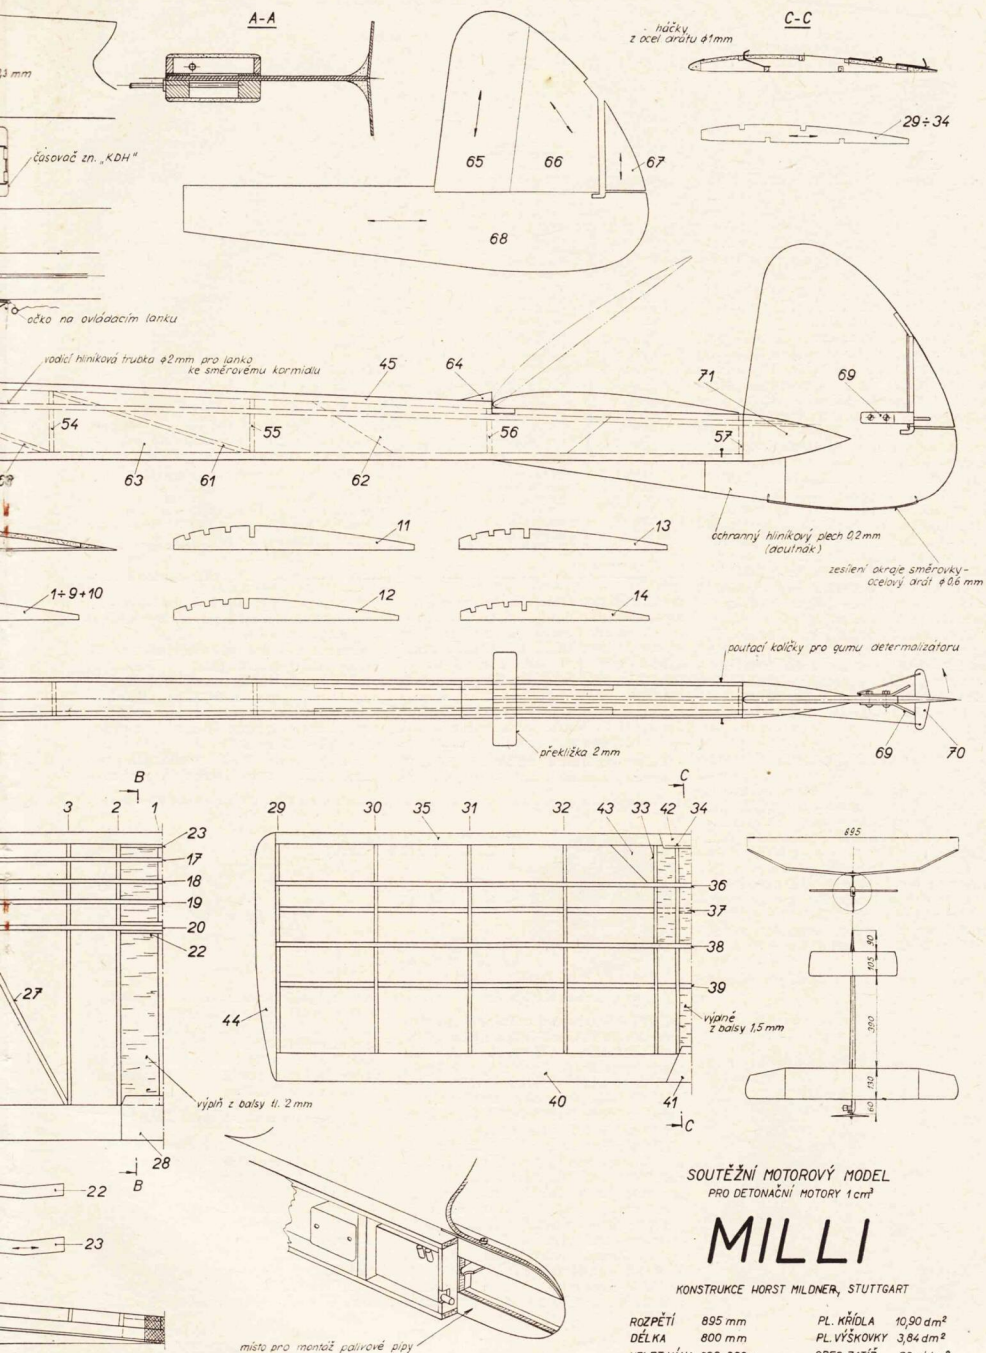 A-A
C-C
háčky
z ocel drátu ϕ1mm
29÷34
časovač zn. „KDH"
65
66
67
68
očko na ovládacím lanku
vodicí hliníková trubka ϕ2mm pro lanko
ke směrovému kormidlu
45
64
71
69
54
55
56
57
63
61
62
ochranný hliníkový plech 0,2mm
(doutnák)
zesílení okraje směrovky-
ocelový drát ϕ0,6 mm
11
13
1÷9+10
12
14
poutací kolíčky pro gumu determalizátoru
překližka 2mm
69
70
B
C
3
2
1
29
30
35
31
32
43
33
42
34
23
17
18
19
20
22
36
37
38
39
27
44
výplně
z balsy 1,5mm
výplň z balsy tl. 2mm
40
41
C
28
B
22
23
895
90
105
390
130
60
místo pro montáž palivové pípy
SOUTĚŽNÍ MOTOROVÝ MODEL
PRO DETONAČNÍ MOTORY 1cm³
MILLI
KONSTRUKCE HORST MILDNER, STUTTGART
ROZPĚTÍ 895 mm
PL. KŘÍDLA 10,90 dm²
DÉLKA 800 mm
PL. VÝŠKOVKY 3,84 dm²